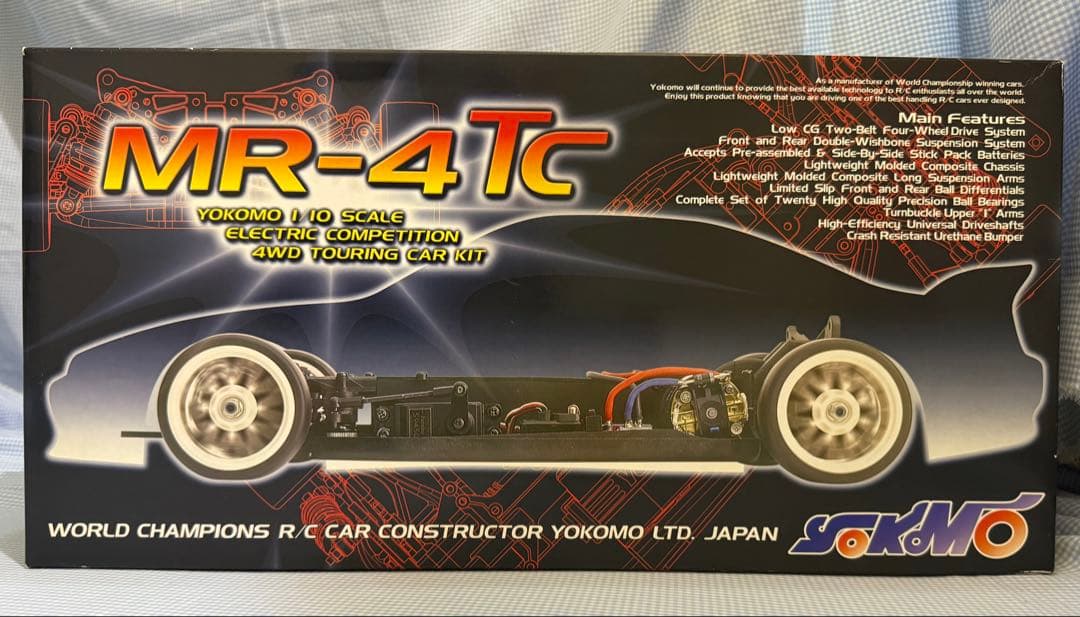 As a manufacturer of World Championship winning cars,
Yokomo will continue to provide the best available technology to R/C enthusiasts all over the world.
Enjoy this product knowing that you are driving one of the best handling R/C cars ever designed.
MR-4TC
YOKOMO 1/10 SCALE
ELECTRIC COMPETITION
4WD TOURING CAR KIT
Main Features
Low CG Two-Belt Four-Wheel Drive System
Front and Rear Double-Wishbone Suspension System
Accepts Pre-assembled & Side-By-Side Stick Pack Batteries
Lightweight Molded Composite Chassis
Lightweight Molded Composite Long Suspension Arms
Limited Slip Front and Rear Ball Differentials
Complete Set of Twenty High Quality Precision Ball Bearings
Turnbuckle Upper "I" Arms
High-Efficiency Universal Driveshafts
Crash Resistant Urethane Bumper
WORLD CHAMPIONS R/C CAR CONSTRUCTOR YOKOMO LTD. JAPAN
YOKOMO